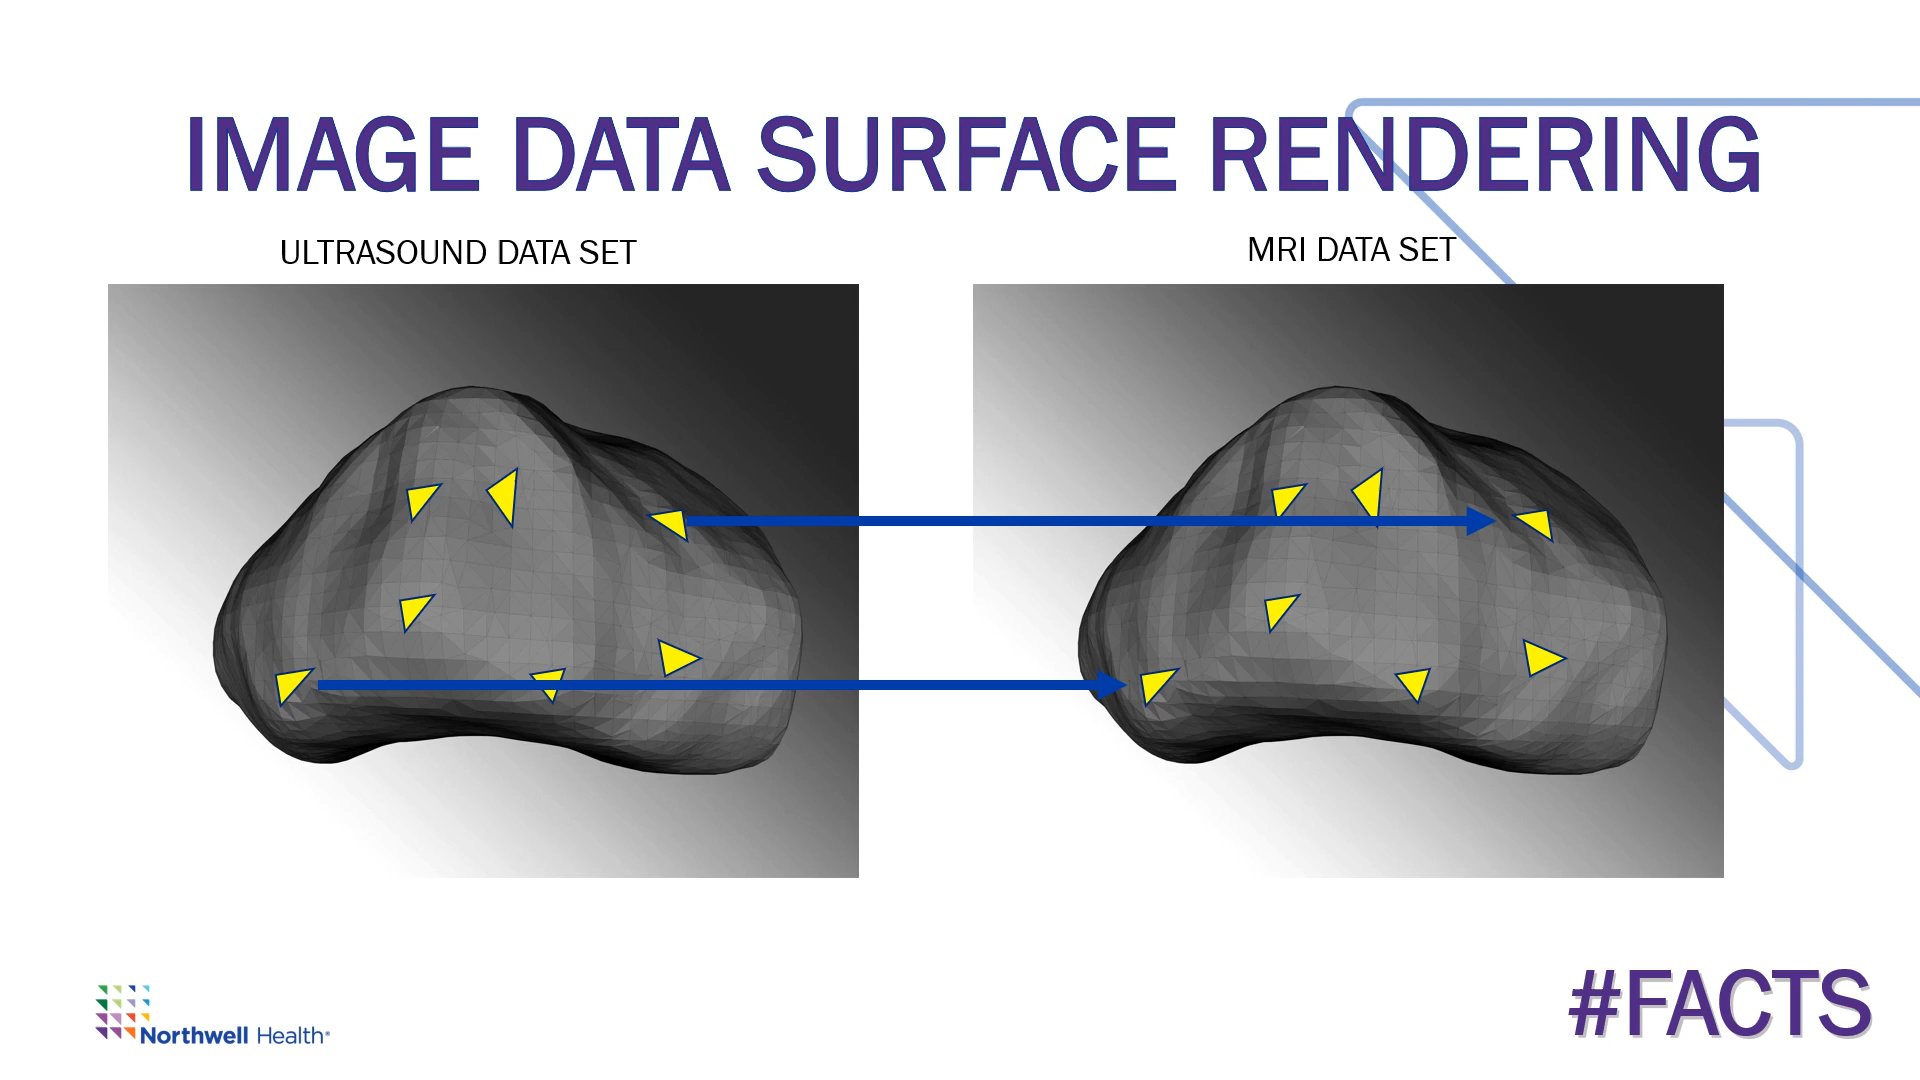 IMAGE DATA SURFACE RENDERING
ULTRASOUND DATA SET
MRI DATA SET
Northwell Health®
#FACTS